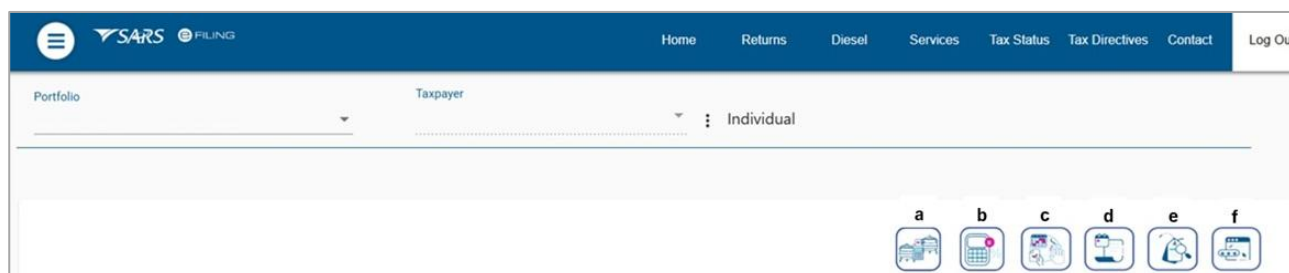 SARS eFILING
Home Returns Diesel Services Tax Status Tax Directives Contact Log Ou
Portfolio Taxpayer
Individual
a b c d e f